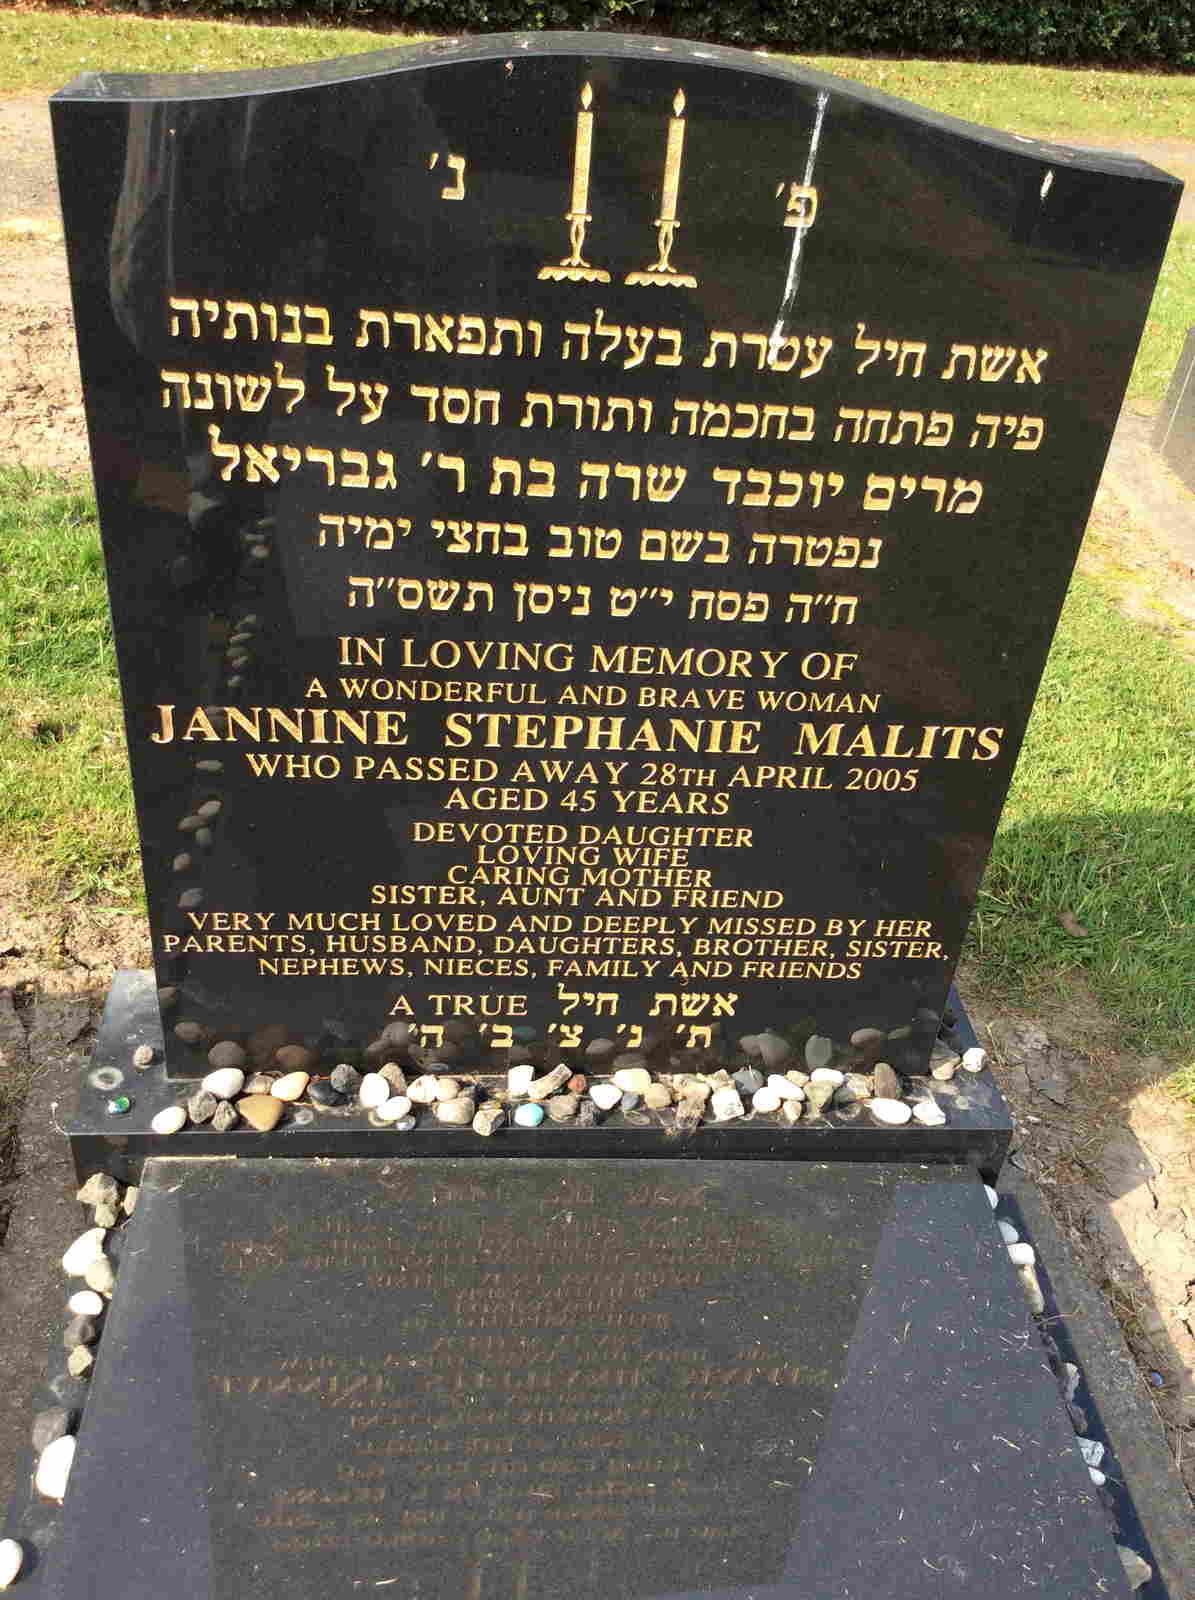 פ׳ נ׳
אשת חיל עטרת בעלה ותפארת בנותיה
פיה פתחה בחכמה ותורת חסד על לשונה
מרים יוכבד שרה בת ר׳ גבריאל
נפטרה בשם טוב בחצי ימיה
ח״ה פסח י״ט ניסן תשס״ה
IN LOVING MEMORY OF
A WONDERFUL AND BRAVE WOMAN
JANNINE STEPHANIE MALITS
WHO PASSED AWAY 28TH APRIL 2005
AGED 45 YEARS
DEVOTED DAUGHTER
LOVING WIFE
CARING MOTHER
SISTER, AUNT AND FRIEND
VERY MUCH LOVED AND DEEPLY MISSED BY HER
PARENTS, HUSBAND, DAUGHTERS, BROTHER, SISTER,
NEPHEWS, NIECES, FAMILY AND FRIENDS
A TRUE אשת חיל
ת׳ נ׳ צ׳ ב׳ ה׳